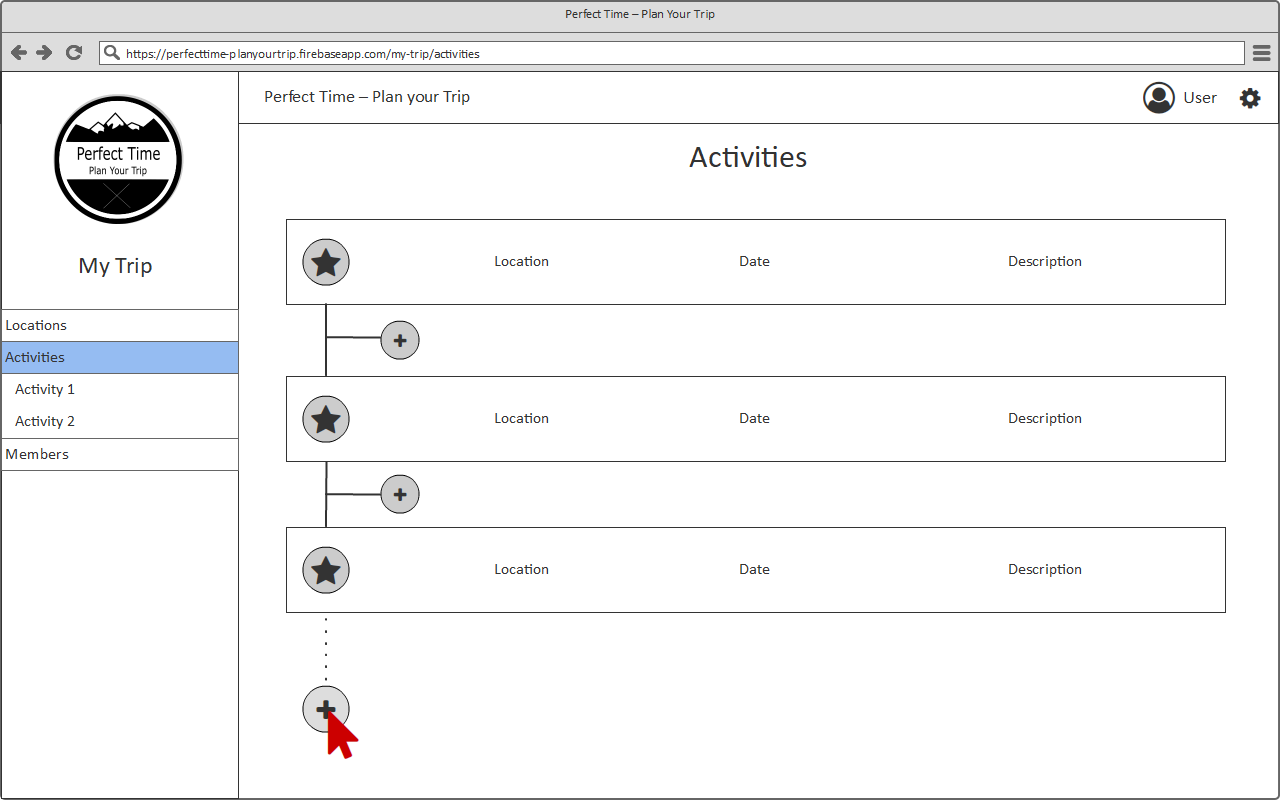 Perfect Time – Plan Your Trip
https://perfecttime-planyourtrip.firebaseapp.com/my-trip/activities
Perfect Time
Plan Your Trip
My Trip
Locations
Activities
Activity 1
Activity 2
Members
Perfect Time – Plan your Trip
User
Activities
Location Date Description
Location Date Description
Location Date Description